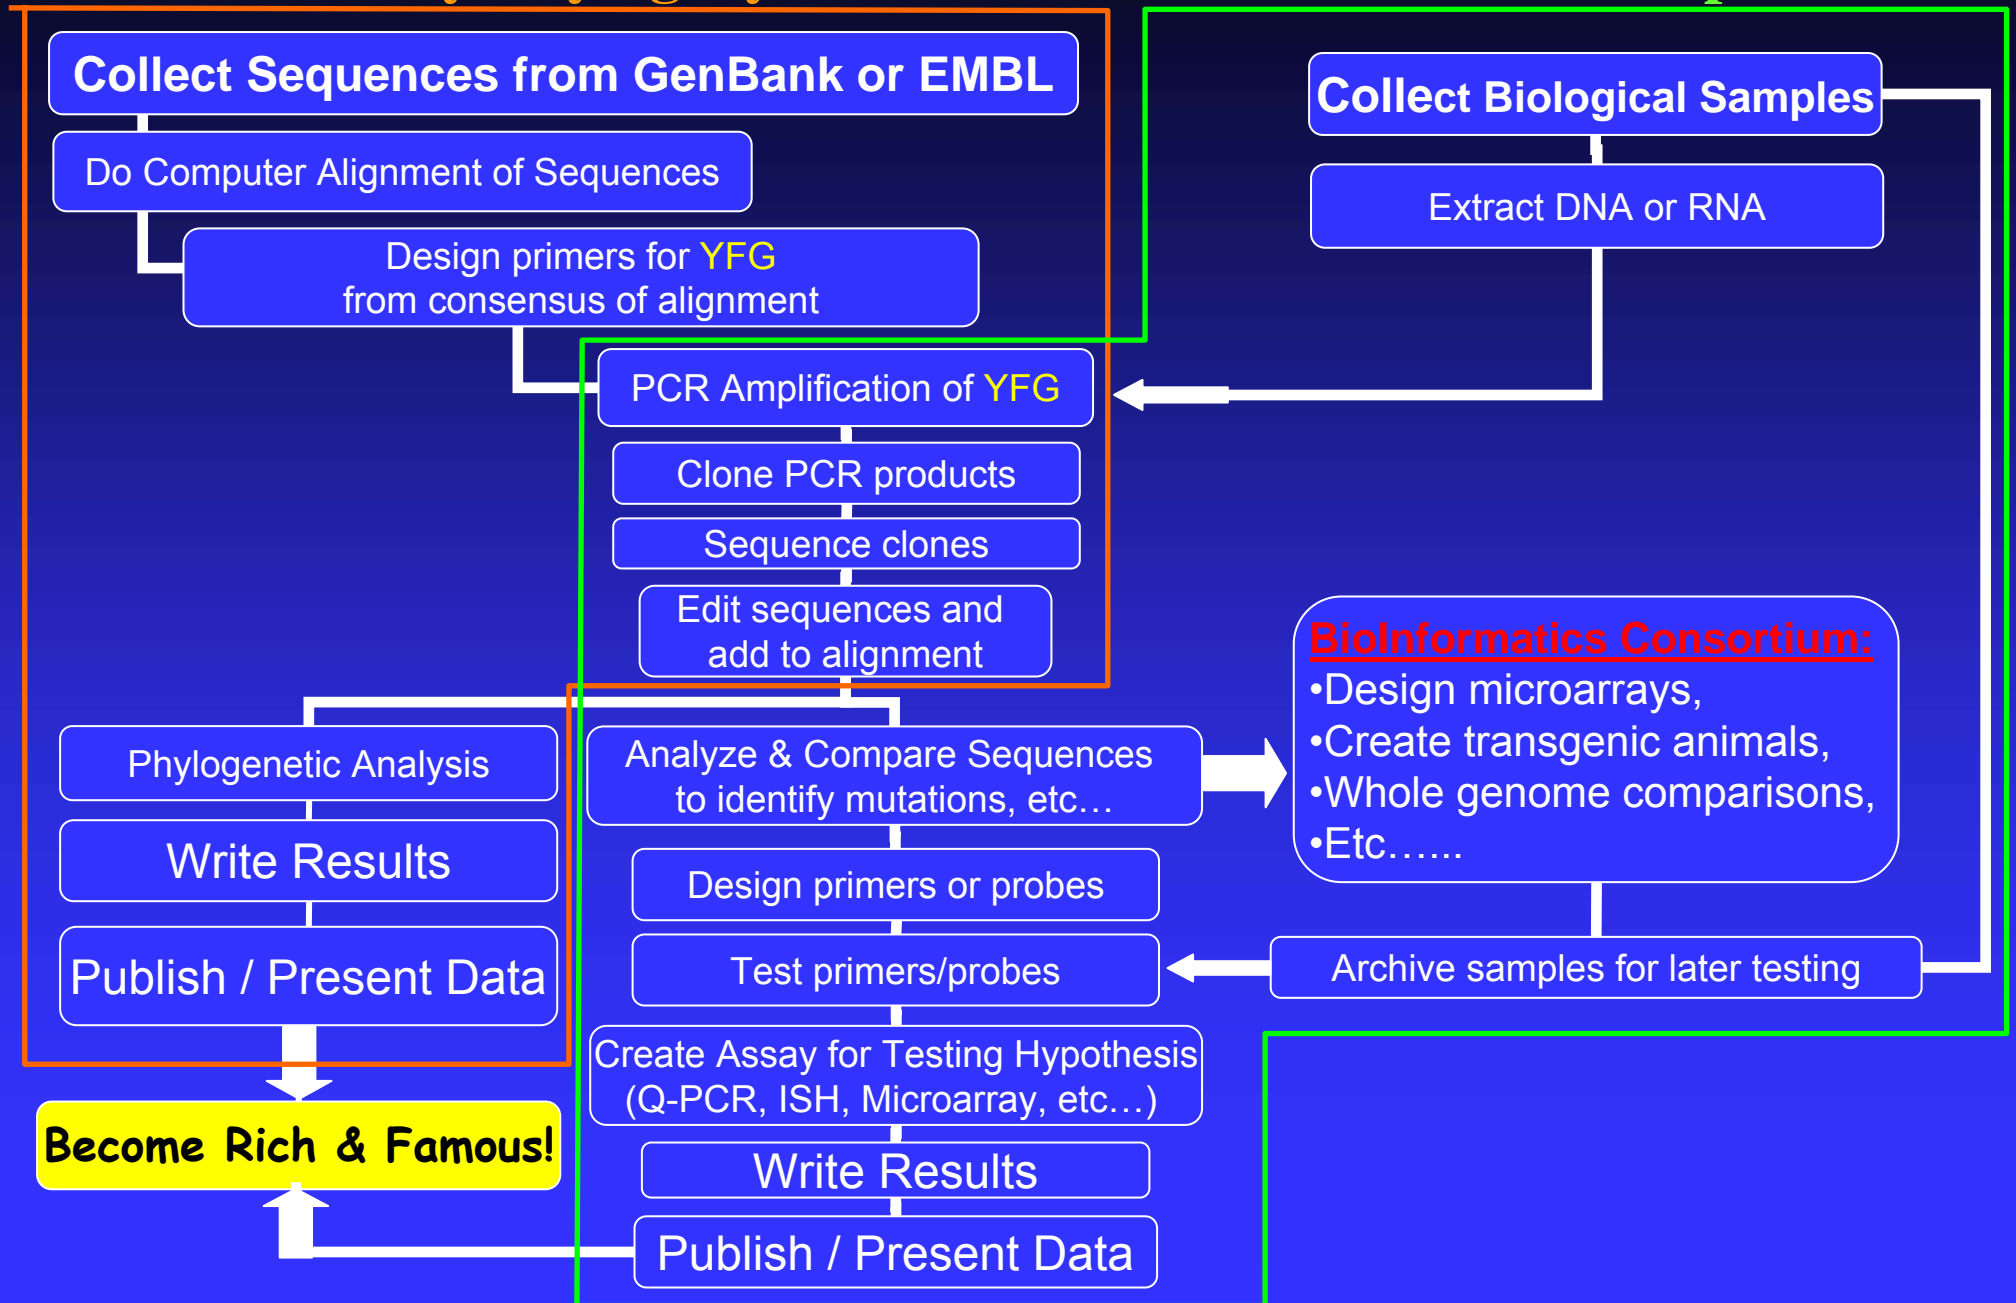 Collect Sequences from GenBank or EMBL
Do Computer Alignment of Sequences
Design primers for YFG
from consensus of alignment
Collect Biological Samples
Extract DNA or RNA
PCR Amplification of YFG
Clone PCR products
Sequence clones
Edit sequences and
add to alignment
Phylogenetic Analysis
Write Results
Publish / Present Data
Become Rich & Famous!
Analyze & Compare Sequences
to identify mutations, etc…
Design primers or probes
Test primers/probes
Create Assay for Testing Hypothesis
(Q-PCR, ISH, Microarray, etc…)
Write Results
Publish / Present Data
BioInformatics Consortium:
•Design microarrays,
•Create transgenic animals,
•Whole genome comparisons,
•Etc…...
Archive samples for later testing